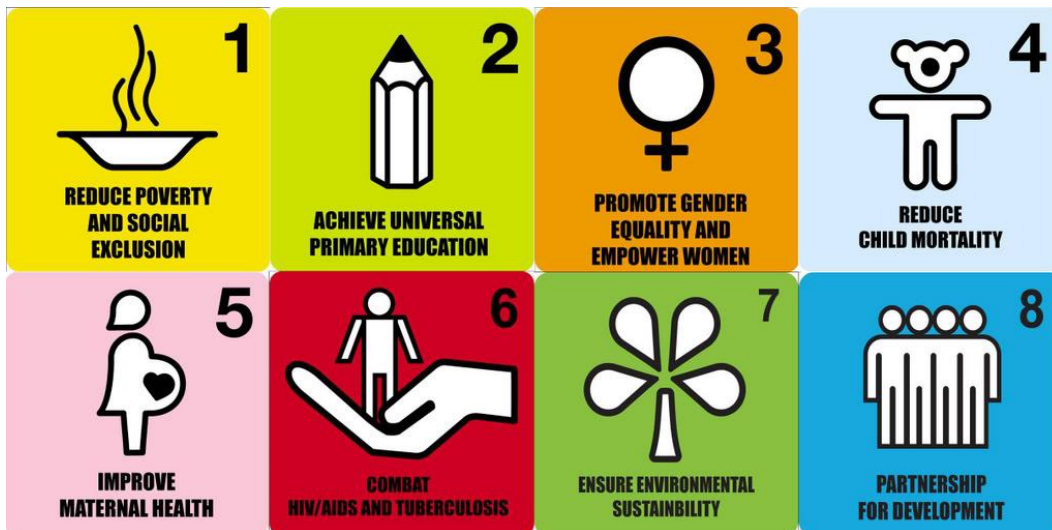 1
REDUCE POVERTY
AND SOCIAL
EXCLUSION
2
ACHIEVE UNIVERSAL
PRIMARY EDUCATION
3
PROMOTE GENDER
EQUALITY AND
EMPOWER WOMEN
4
REDUCE
CHILD MORTALITY
5
IMPROVE
MATERNAL HEALTH
6
COMBAT
HIV/AIDS AND TUBERCULOSIS
7
ENSURE ENVIRONMENTAL
SUSTAINBILITY
8
PARTNERSHIP
FOR DEVELOPMENT